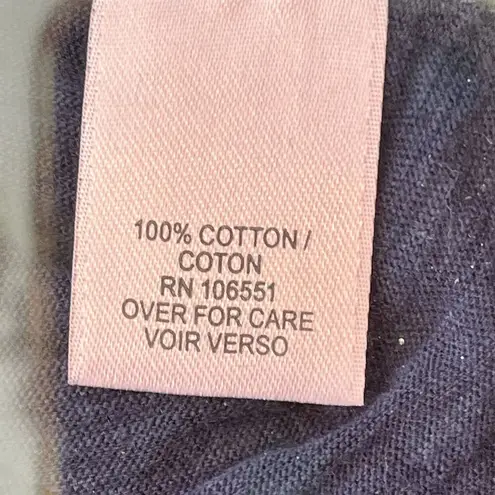 100% COTTON /
COTON
RN 106551
OVER FOR CARE
VOIR VERSO